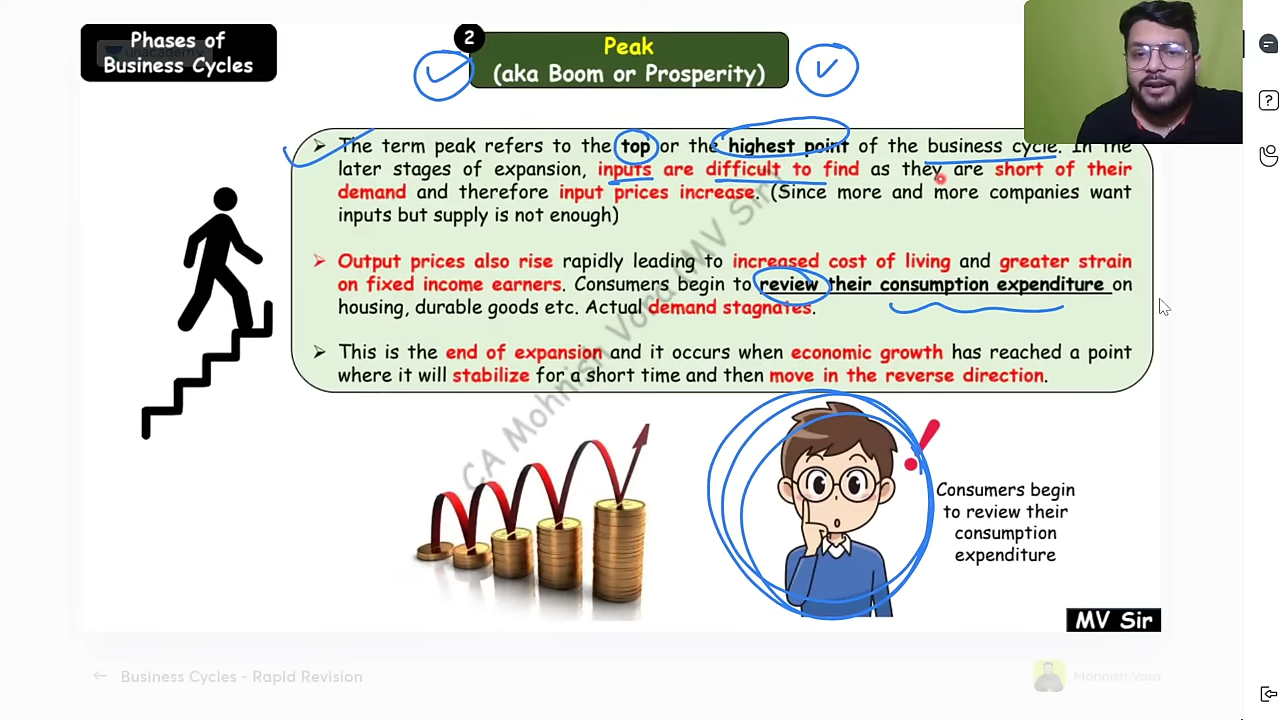 Phases of
Business Cycles
2
Peak
(aka Boom or Prosperity)
➢ The term peak refers to the top or the highest point of the business cycle. In the
later stages of expansion, inputs are difficult to find as they are short of their
demand and therefore input prices increase. (Since more and more companies want
inputs but supply is not enough)
➢ Output prices also rise rapidly leading to increased cost of living and greater strain
on fixed income earners. Consumers begin to review their consumption expenditure on
housing, durable goods etc. Actual demand stagnates.
➢ This is the end of expansion and it occurs when economic growth has reached a point
where it will stabilize for a short time and then move in the reverse direction.
CA Mohnish Vora (MV Sir)
!
Consumers begin
to review their
consumption
expenditure
MV Sir
← Business Cycles - Rapid Revision
Mohnish Vora